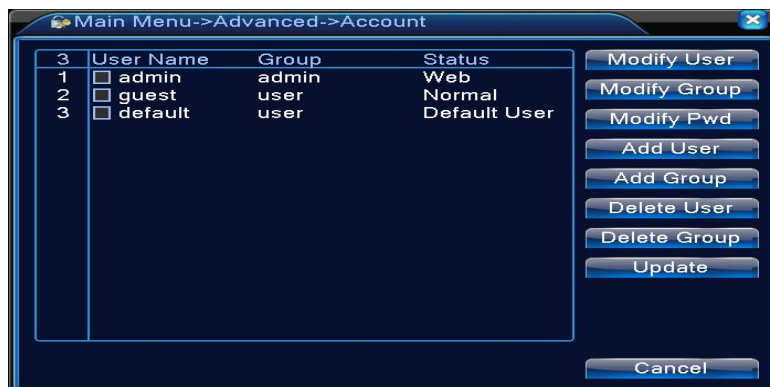 Main Menu->Advanced->Account
3 User Name Group Status
1 admin admin Web
2 guest user Normal
3 default user Default User
Modify User
Modify Group
Modify Pwd
Add User
Add Group
Delete User
Delete Group
Update
Cancel